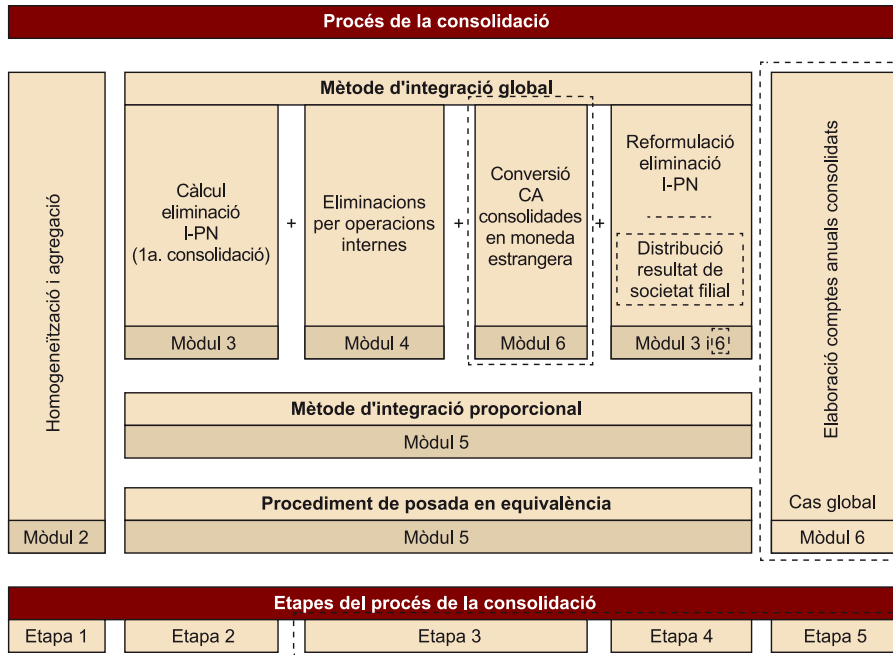 Procés de la consolidació
Homogeneïtzació i agregació
Mòdul 2
Mètode d'integració global
Càlcul
eliminació
I-PN
(1a. consolidació)
Mòdul 3
+
Eliminacions
per operacions
internes
Mòdul 4
+
Conversió
CA
consolidades
en moneda
estrangera
Mòdul 6
+
Reformulació
eliminació
I-PN
Distribució
resultat de
societat filial
Mòdul 3 i 6
Mètode d'integració proporcional
Mòdul 5
Procediment de posada en equivalència
Mòdul 5
Elaboració comptes anuals consolidats
Cas global
Mòdul 6
Etapes del procés de la consolidació
Etapa 1
Etapa 2
Etapa 3
Etapa 4
Etapa 5